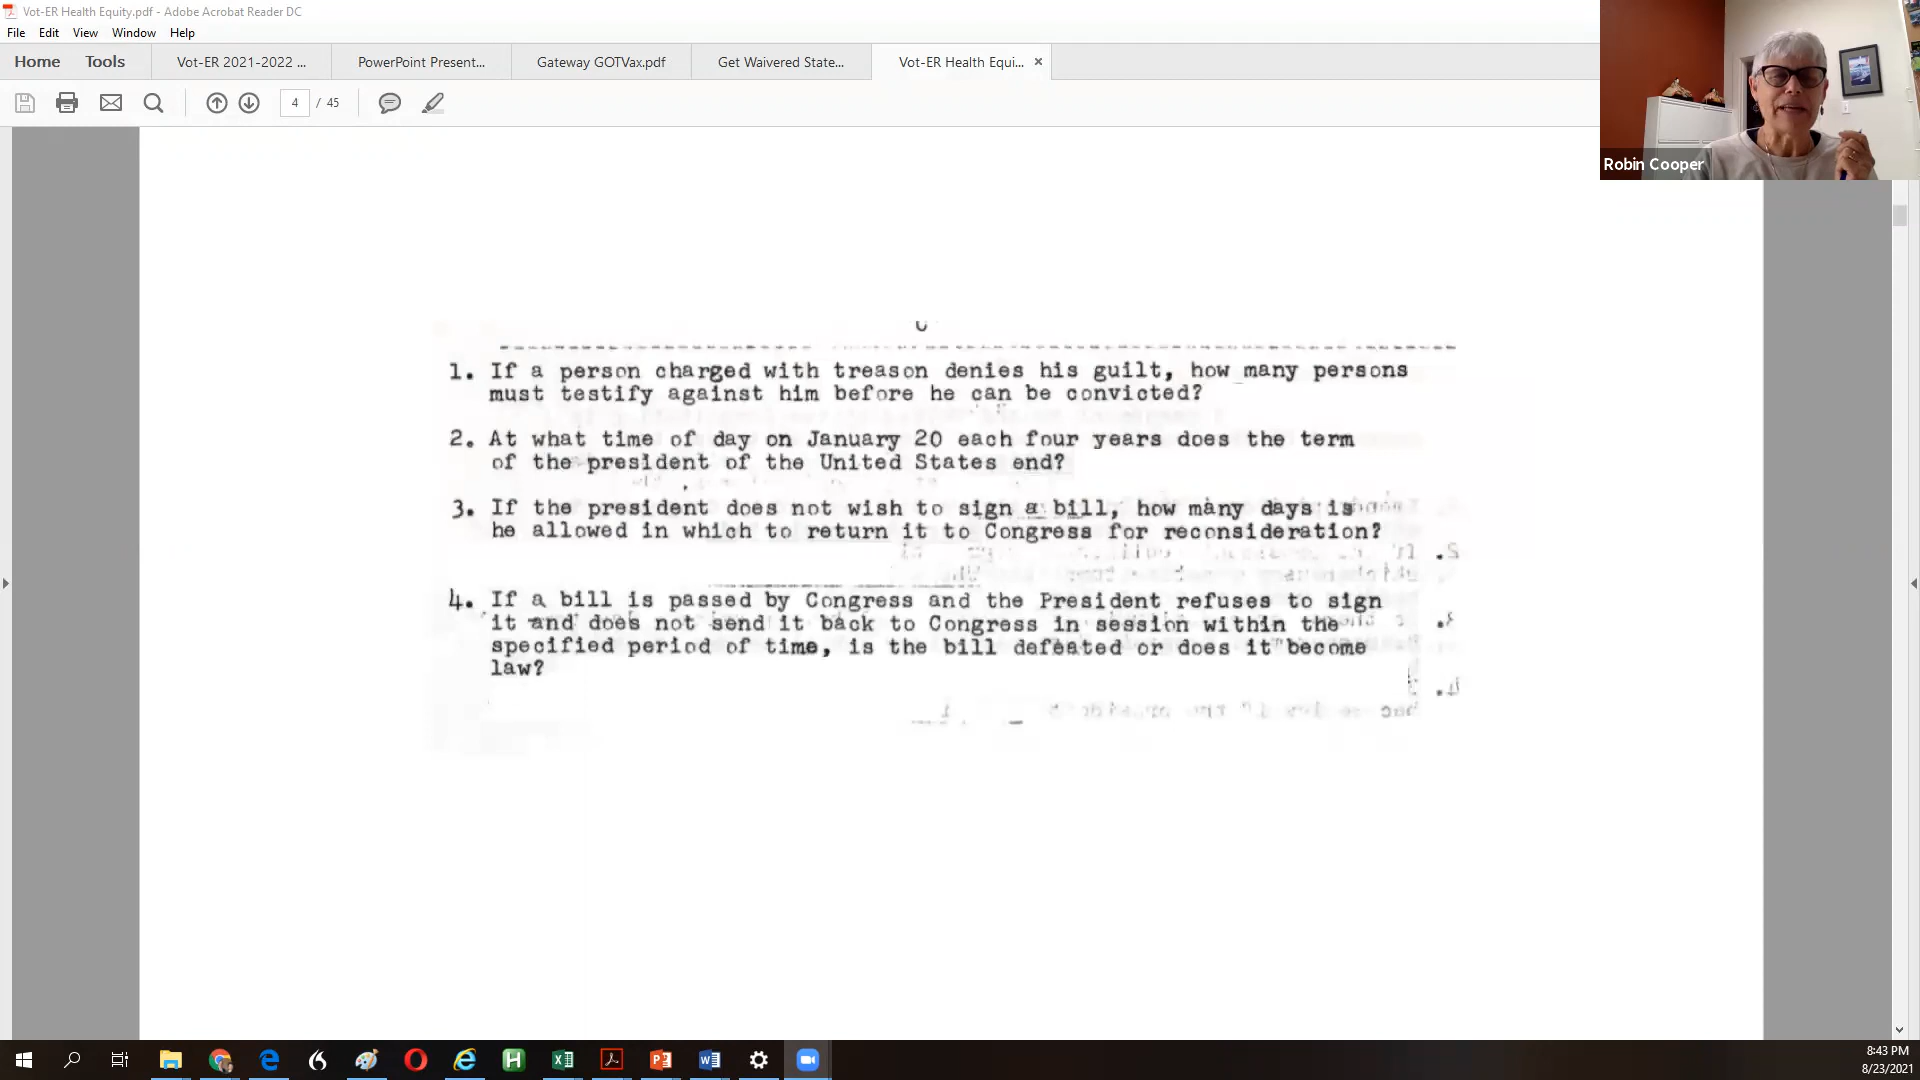 Vot-ER Health Equity.pdf - Adobe Acrobat Reader DC
File Edit View Window Help
Home Tools Vot-ER 2021-2022 ... PowerPoint Present... Gateway GOTVax.pdf Get Waivered State... Vot-ER Health Equi... ×
4 / 45
Robin Cooper
1. If a person charged with treason denies his guilt, how many persons
must testify against him before he can be convicted?
2. At what time of day on January 20 each four years does the term
of the president of the United States end?
3. If the president does not wish to sign a bill, how many days is
he allowed in which to return it to Congress for reconsideration?
4. If a bill is passed by Congress and the President refuses to sign
it and does not send it back to Congress in session within the
specified period of time, is the bill defeated or does it become
law?
8:43 PM
8/23/2021